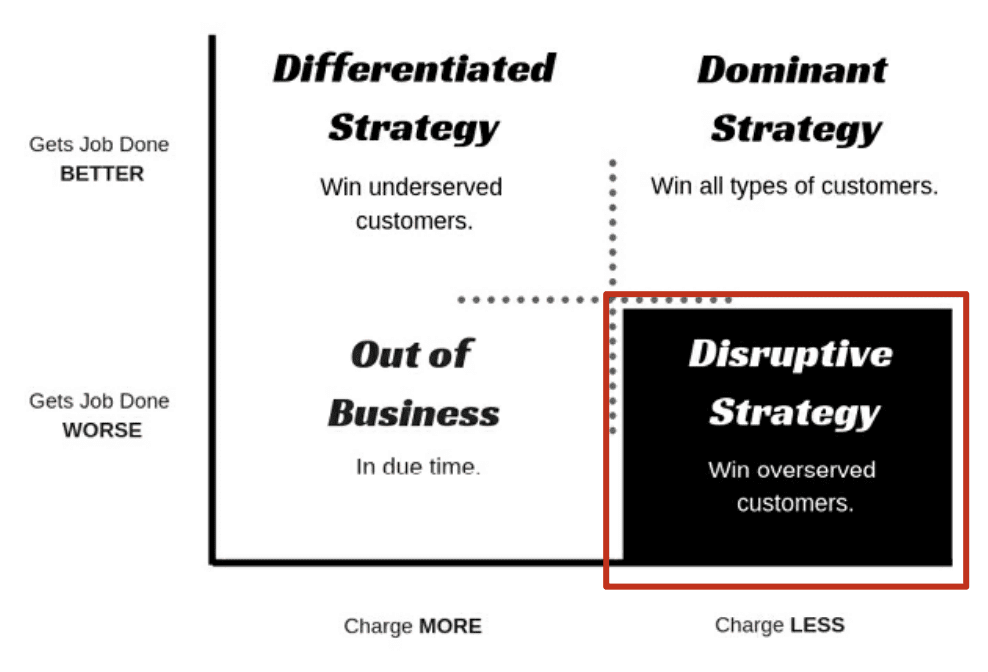 Differentiated
Strategy
Win underserved
customers.
Dominant
Strategy
Win all types of customers.
Gets Job Done
BETTER
Out of
Business
In due time.
Disruptive
Strategy
Win overserved
customers.
Gets Job Done
WORSE
Charge MORE
Charge LESS